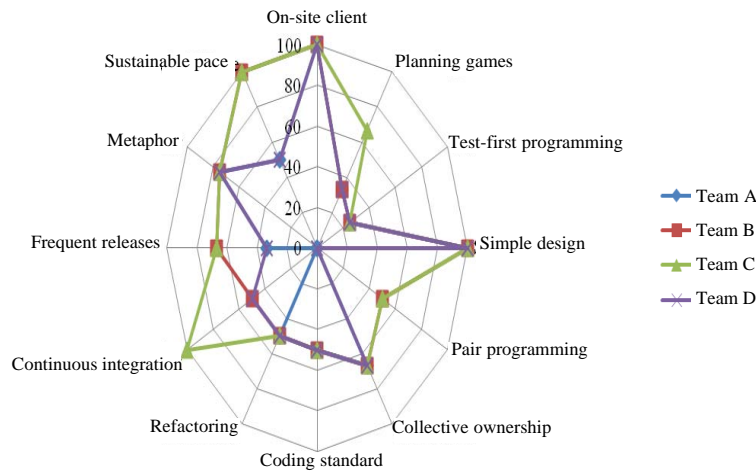 On-site client
100
Sustainable pace
Planning games
80
60
Metaphor
Test-first programming
40
20
Frequent releases
0
Simple design
Pair programming
Continuous integration
Refactoring
Collective ownership
Coding standard
Team A
Team B
Team C
Team D